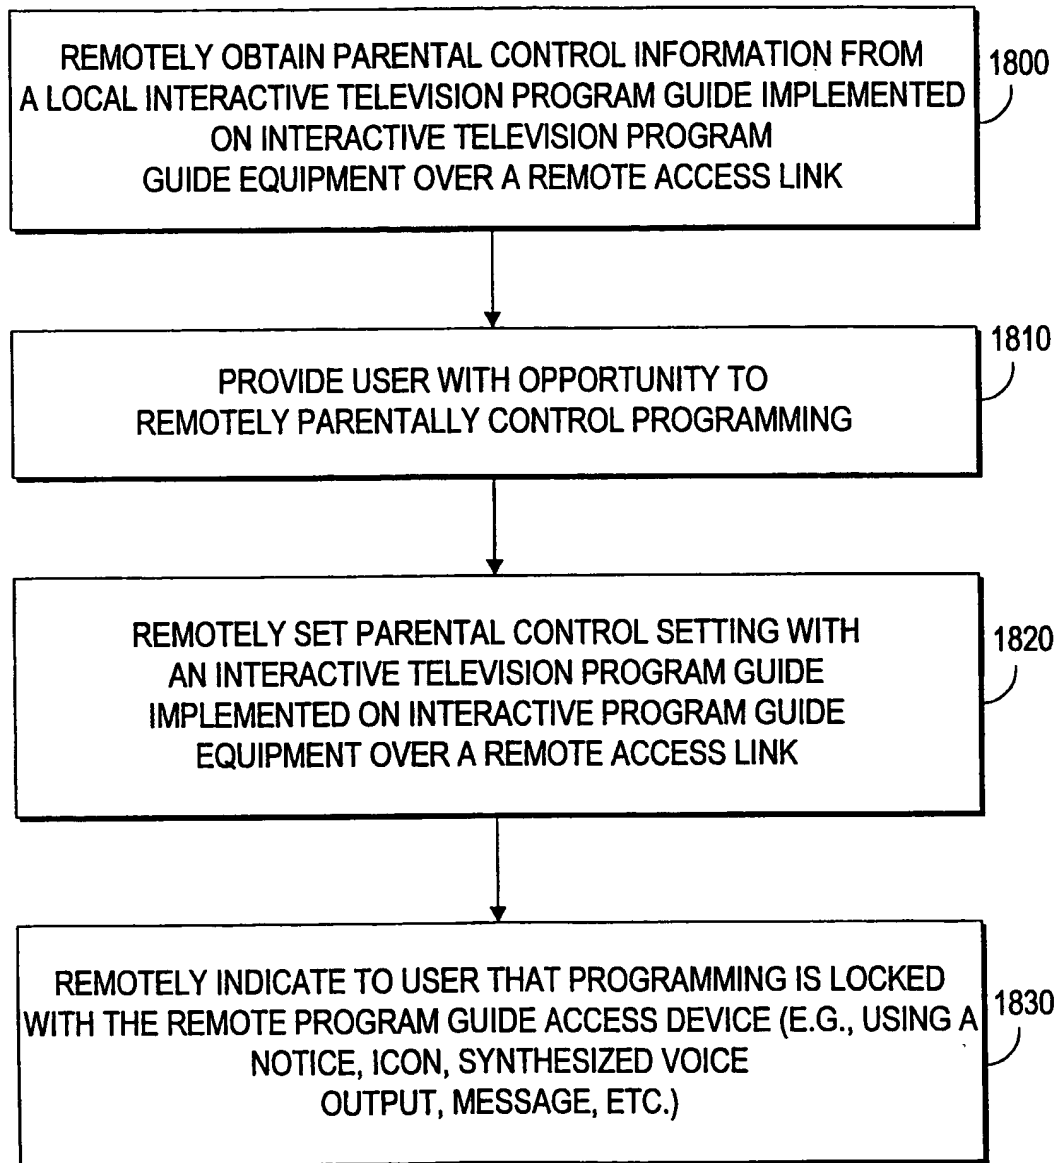 REMOTELY OBTAIN PARENTAL CONTROL INFORMATION FROM
A LOCAL INTERACTIVE TELEVISION PROGRAM GUIDE IMPLEMENTED
ON INTERACTIVE TELEVISION PROGRAM
GUIDE EQUIPMENT OVER A REMOTE ACCESS LINK
1800
PROVIDE USER WITH OPPORTUNITY TO
REMOTELY PARENTALLY CONTROL PROGRAMMING
1810
REMOTELY SET PARENTAL CONTROL SETTING WITH
AN INTERACTIVE TELEVISION PROGRAM GUIDE
IMPLEMENTED ON INTERACTIVE PROGRAM GUIDE
EQUIPMENT OVER A REMOTE ACCESS LINK
1820
REMOTELY INDICATE TO USER THAT PROGRAMMING IS LOCKED
WITH THE REMOTE PROGRAM GUIDE ACCESS DEVICE (E.G., USING A
NOTICE, ICON, SYNTHESIZED VOICE
OUTPUT, MESSAGE, ETC.)
1830